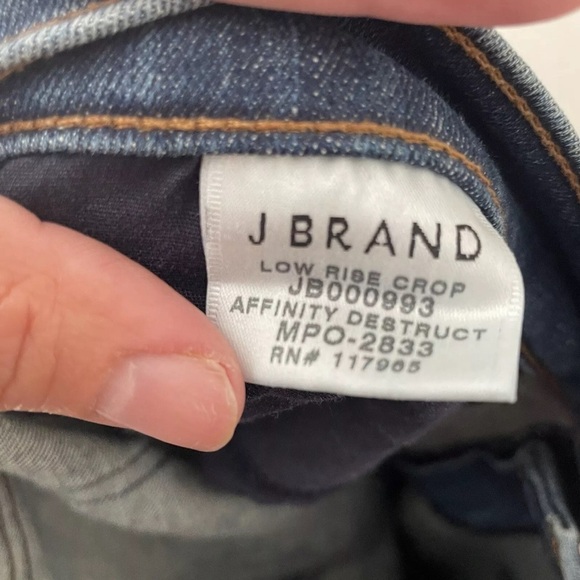 J BRAND
LOW RISE CROP
JB000993
AFFINITY DESTRUCT
MPO-2833
RN# 117965